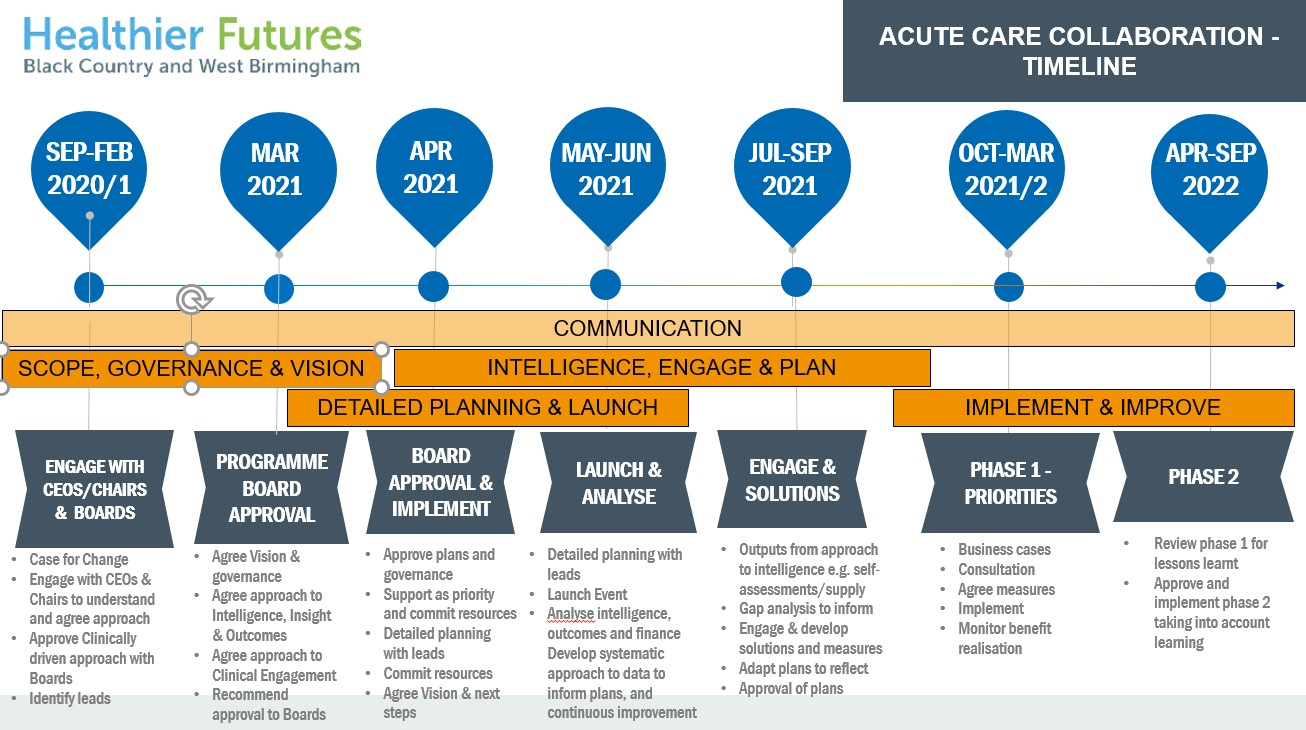 Healthier Futures
Black Country and West Birmingham
ACUTE CARE COLLABORATION -
TIMELINE
SEP-FEB
2020/1
MAR
2021
APR
2021
MAY-JUN
2021
JUL-SEP
2021
OCT-MAR
2021/2
APR-SEP
2022
COMMUNICATION
SCOPE, GOVERNANCE & VISION
INTELLIGENCE, ENGAGE & PLAN
DETAILED PLANNING & LAUNCH
IMPLEMENT & IMPROVE
ENGAGE WITH
CEOS/CHAIRS
& BOARDS
• Case for Change
• Engage with CEOs &
Chairs to understand
and agree approach
• Approve Clinically
driven approach with
Boards
• Identify leads
PROGRAMME
BOARD
APPROVAL
• Agree Vision &
governance
• Agree approach to
Intelligence, Insight
& Outcomes
• Agree approach to
Clinical Engagement
• Recommend
approval to Boards
BOARD
APPROVAL &
IMPLEMENT
• Approve plans and
governance
• Support as priority
and commit resources
• Detailed planning
with leads
• Commit resources
• Agree Vision & next
steps
LAUNCH &
ANALYSE
• Detailed planning with
leads
• Launch Event
• Analyse intelligence,
outcomes and finance
Develop systematic
approach to data to
inform plans, and
continuous improvement
ENGAGE &
SOLUTIONS
• Outputs from approach
to intelligence e.g. self-
assessments/supply
• Gap analysis to inform
• Engage & develop
solutions and measures
• Adapt plans to reflect
• Approval of plans
PHASE 1 -
PRIORITIES
• Business cases
• Consultation
• Agree measures
• Implement
• Monitor benefit
realisation
PHASE 2
• Review phase 1 for
lessons learnt
• Approve and
implement phase 2
taking into account
learning